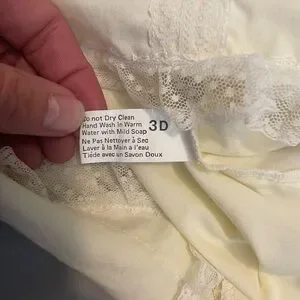 Do not Dry Clean
Hand Wash In Warm
Water with Mild Soap
3D
Ne Pas Nettoyer à Sec
Laver à la Main a l'eau
Tiède avec un Savon Doux